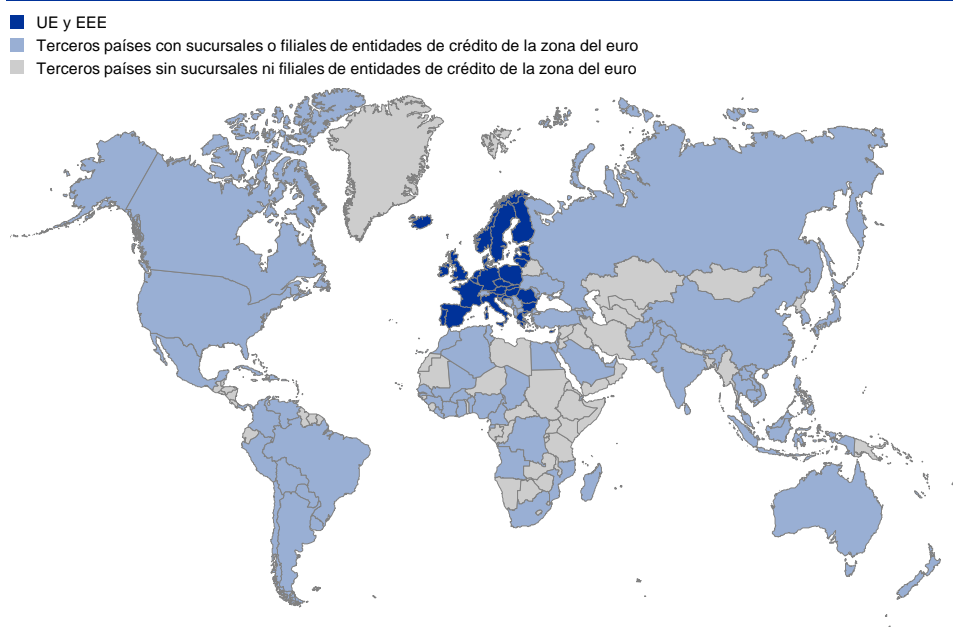 UE y EEE
Terceros países con sucursales o filiales de entidades de crédito de la zona del euro
Terceros países sin sucursales ni filiales de entidades de crédito de la zona del euro